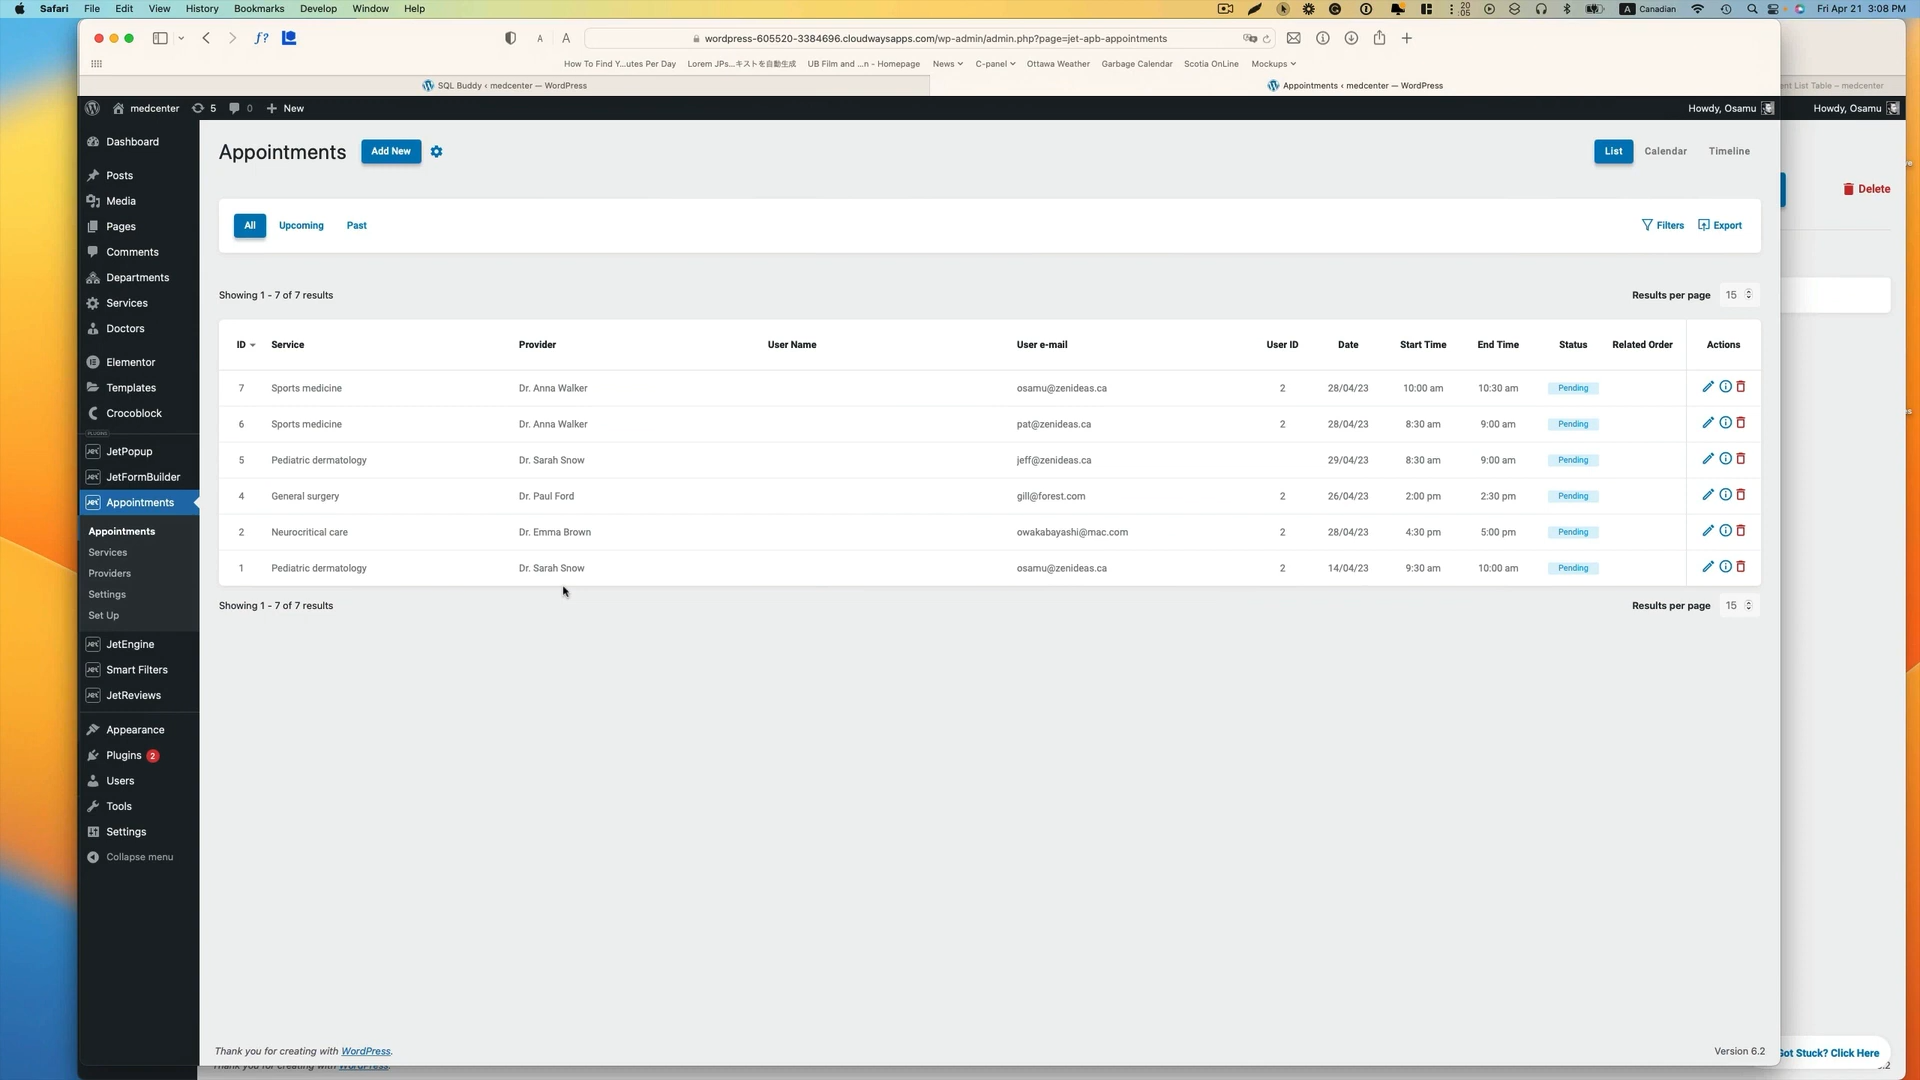 Safari File Edit View History Bookmarks Develop Window Help
20
05
A Canadian
Fri Apr 21 3:08 PM
f?
A A
wordpress-605520-3384696.cloudwaysapps.com/wp-admin/admin.php?page=jet-apb-appointments
How To Find Y...utes Per Day Lorem JPs...キストを自動生成 UB Film and ...n - Homepage News C-panel Ottawa Weather Garbage Calendar Scotia OnLine Mockups
SQL Buddy ‹ medcenter — WordPress
Appointments ‹ medcenter — WordPress
ent List Table – medcenter
medcenter 5 0 New
Howdy, Osamu
Howdy, Osamu
Dashboard
Posts
Media
Pages
Comments
Departments
Services
Doctors
Elementor
Templates
Crocoblock
PLUGINS
JetPopup
JetFormBuilder
Appointments
Appointments
Services
Providers
Settings
Set Up
JetEngine
Smart Filters
JetReviews
Appearance
Plugins 2
Users
Tools
Settings
Collapse menu
Appointments Add New
List Calendar Timeline
Delete
All Upcoming Past
Filters Export
Showing 1 - 7 of 7 results
Results per page 15
ID Service Provider User Name User e-mail User ID Date Start Time End Time Status Related Order Actions
7 Sports medicine Dr. Anna Walker osamu@zenideas.ca 2 28/04/23 10:00 am 10:30 am Pending
6 Sports medicine Dr. Anna Walker pat@zenideas.ca 2 28/04/23 8:30 am 9:00 am Pending
5 Pediatric dermatology Dr. Sarah Snow jeff@zenideas.ca 29/04/23 8:30 am 9:00 am Pending
4 General surgery Dr. Paul Ford gill@forest.com 2 26/04/23 2:00 pm 2:30 pm Pending
2 Neurocritical care Dr. Emma Brown owakabayashi@mac.com 2 28/04/23 4:30 pm 5:00 pm Pending
1 Pediatric dermatology Dr. Sarah Snow osamu@zenideas.ca 2 14/04/23 9:30 am 10:00 am Pending
Showing 1 - 7 of 7 results
Results per page 15
Thank you for creating with WordPress.
Version 6.2
Got Stuck? Click Here